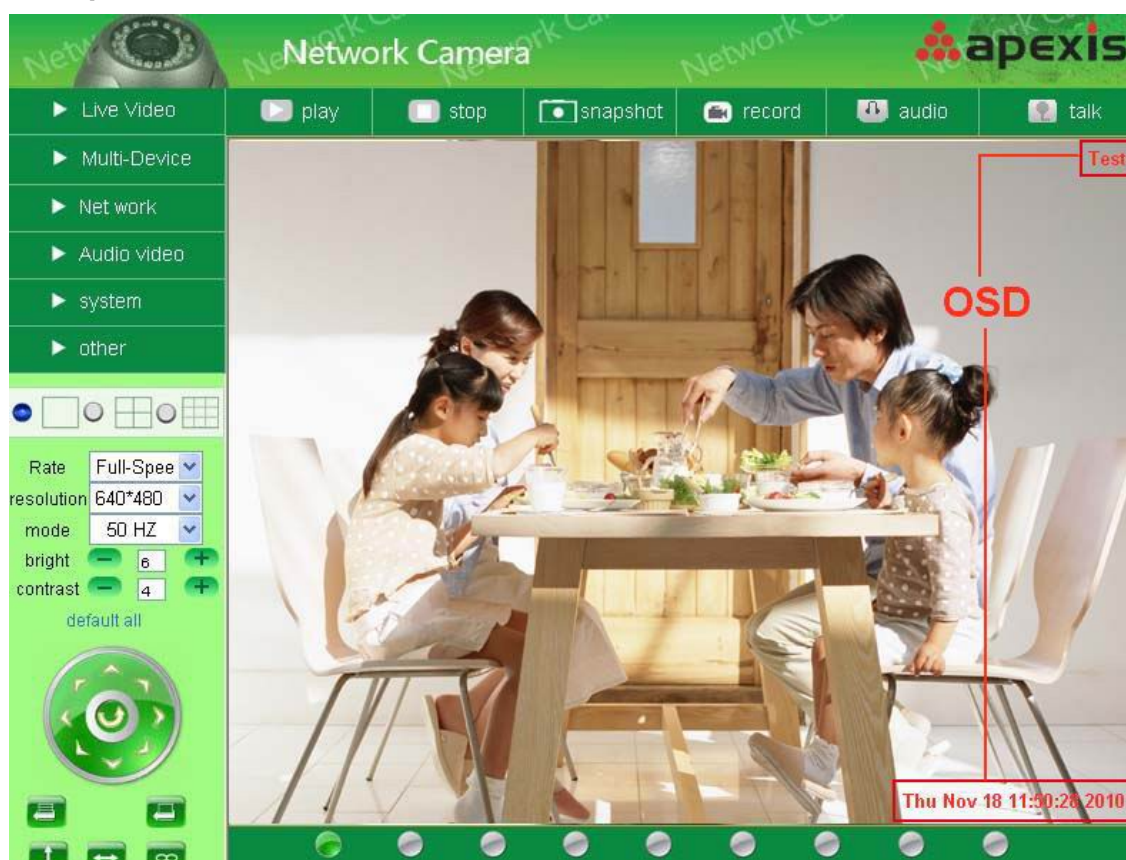 Network Camera
apexis
Live Video
play
stop
snapshot
record
audio
talk
Multi-Device
Net work
Audio video
system
other
Test
OSD
Rate Full-Spee
resolution 640*480
mode 50 HZ
bright 6
contrast 4
default all
Thu Nov 18 11:50:28 2010